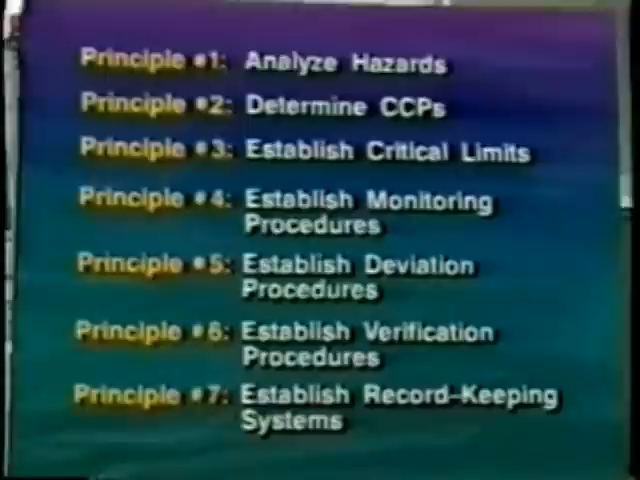 Principle #1: Analyze Hazards
Principle #2: Determine CCPs
Principle #3: Establish Critical Limits
Principle #4: Establish Monitoring
Procedures
Principle #5: Establish Deviation
Procedures
Principle #6: Establish Verification
Procedures
Principle #7: Establish Record-Keeping
Systems